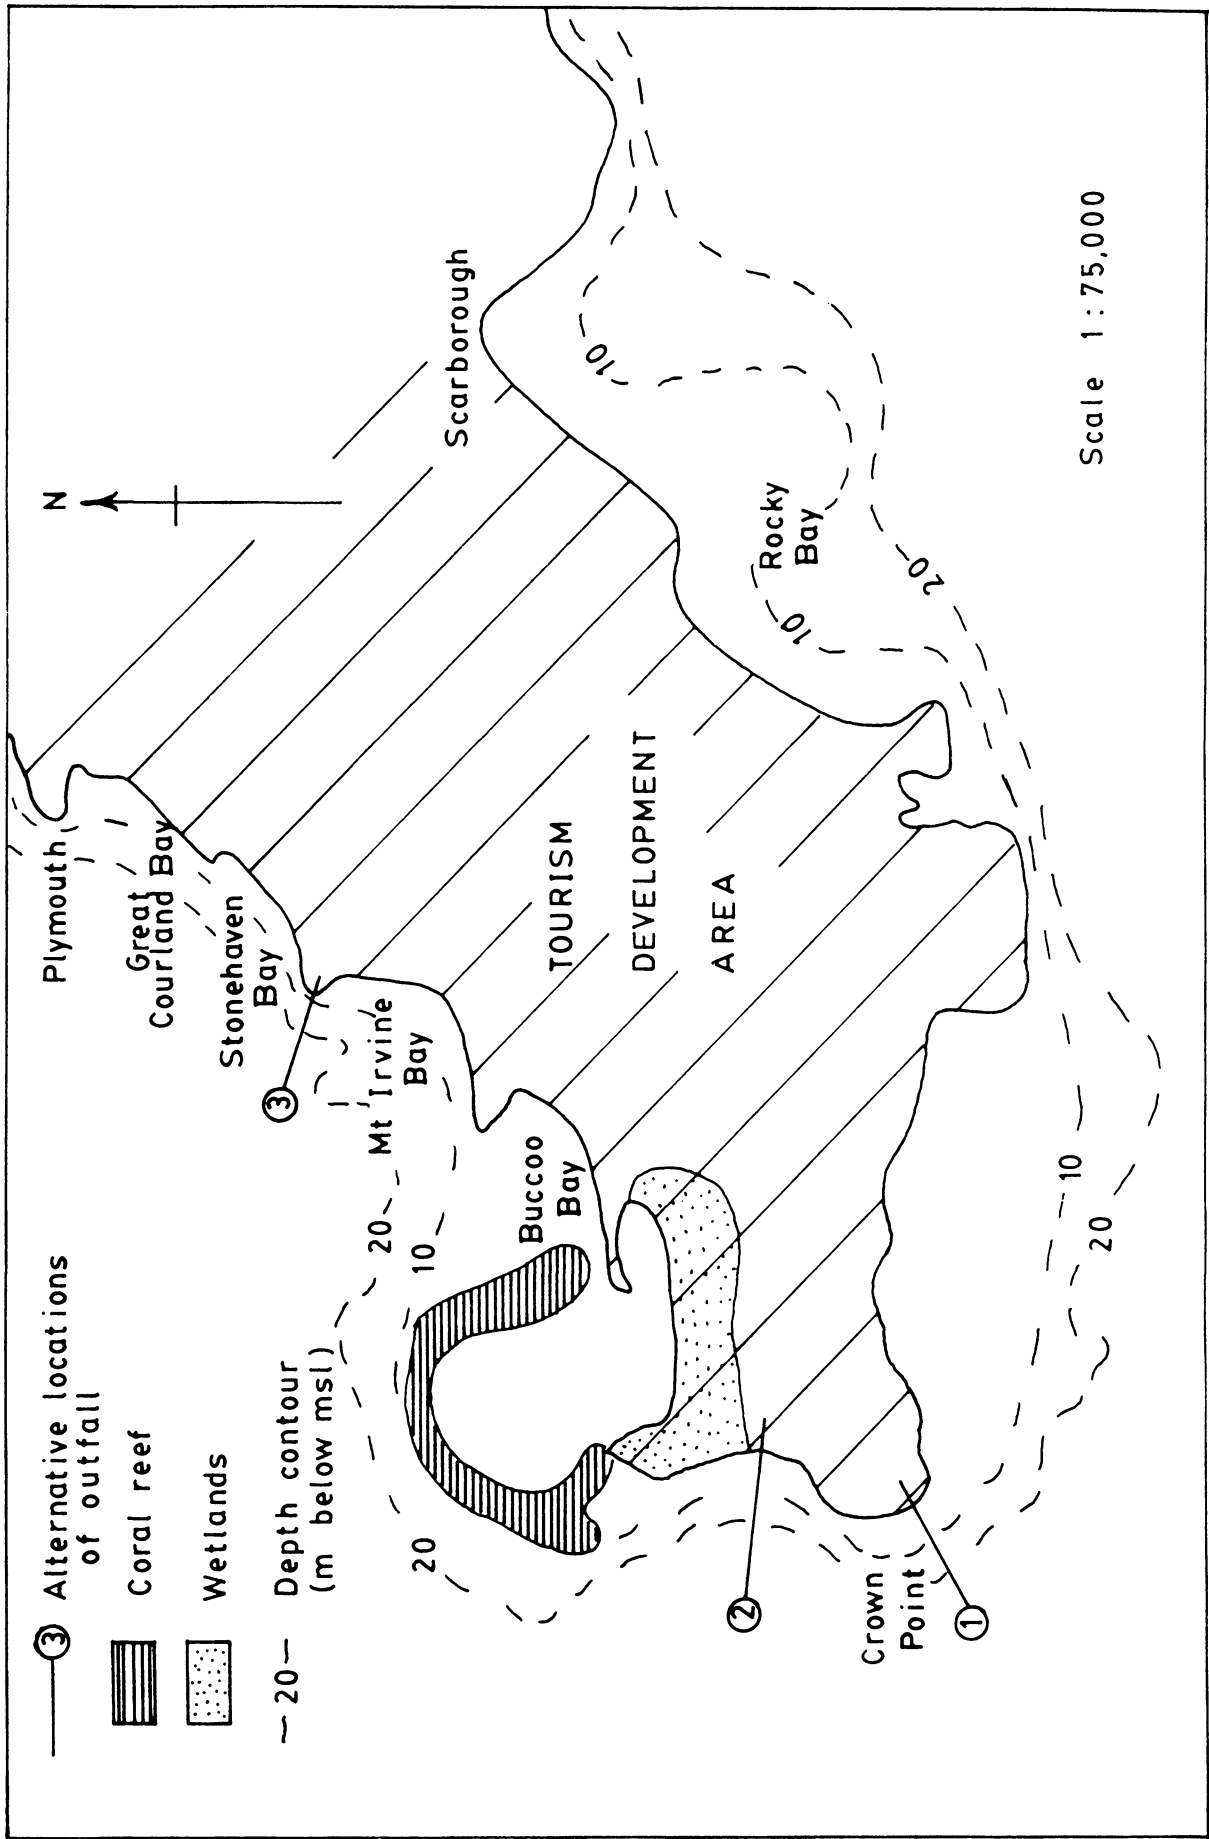 ③ Alternative locations
of outfall
Coral reef
Wetlands
20
Depth contour
(m below msl)
N
Plymouth
Great
Courland Bay
Stonehaven
Bay
③
Mt Irvine
Bay
20
10
20
Buccoo
Bay
Scarborough
TOURISM
DEVELOPMENT
AREA
10
Rocky
Bay
10
20
②
Crown
Point
①
10
20
Scale 1:75,000